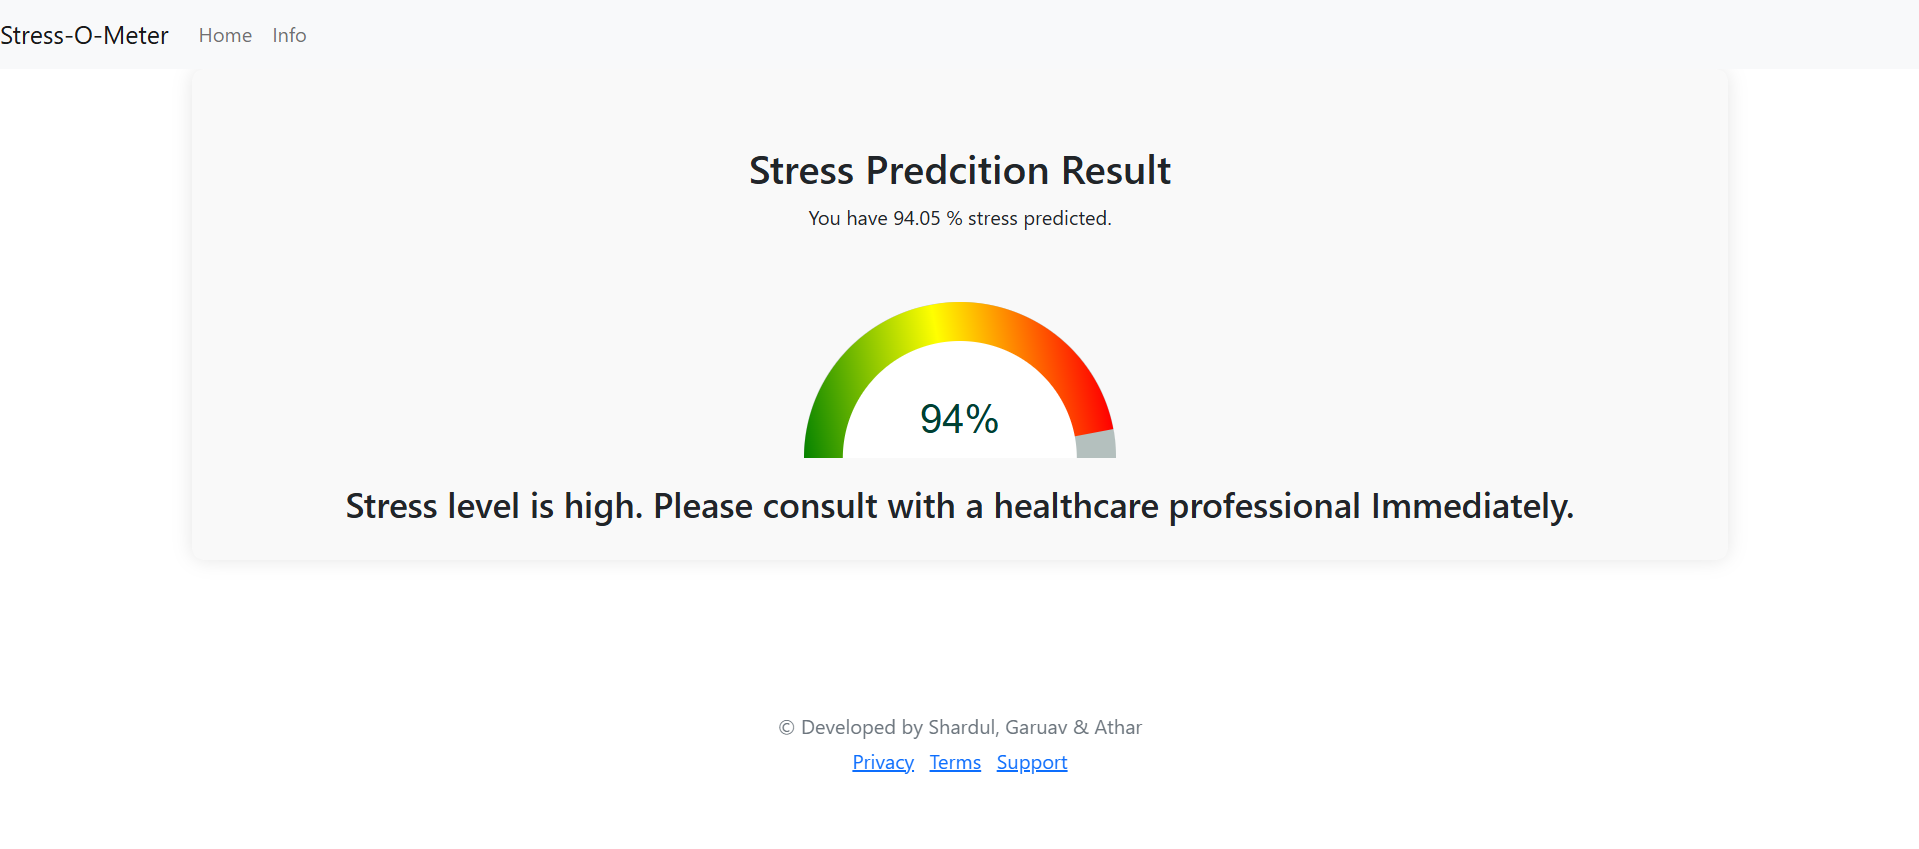 Stress-O-Meter Home Info
Stress Predcition Result
You have 94.05 % stress predicted.
94%
Stress level is high. Please consult with a healthcare professional Immediately.
© Developed by Shardul, Garuav & Athar
Privacy Terms Support